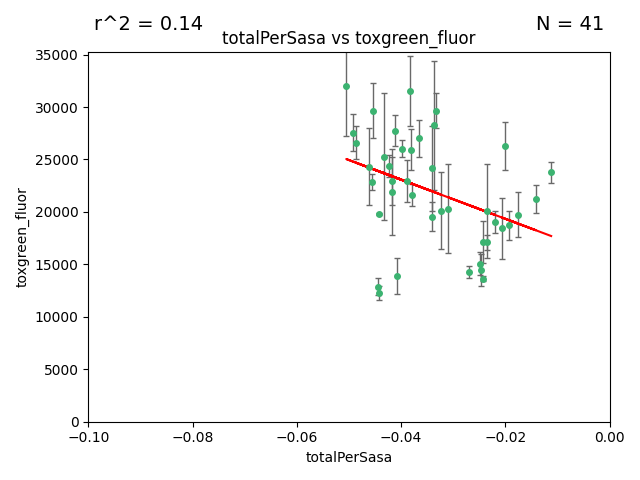 r^2 = 0.14
N = 41
totalPerSasa vs toxgreen_fluor
35000
30000
25000
20000
15000
10000
5000
0
toxgreen_fluor
−0.10
−0.08
−0.06
−0.04
−0.02
0.00
totalPerSasa